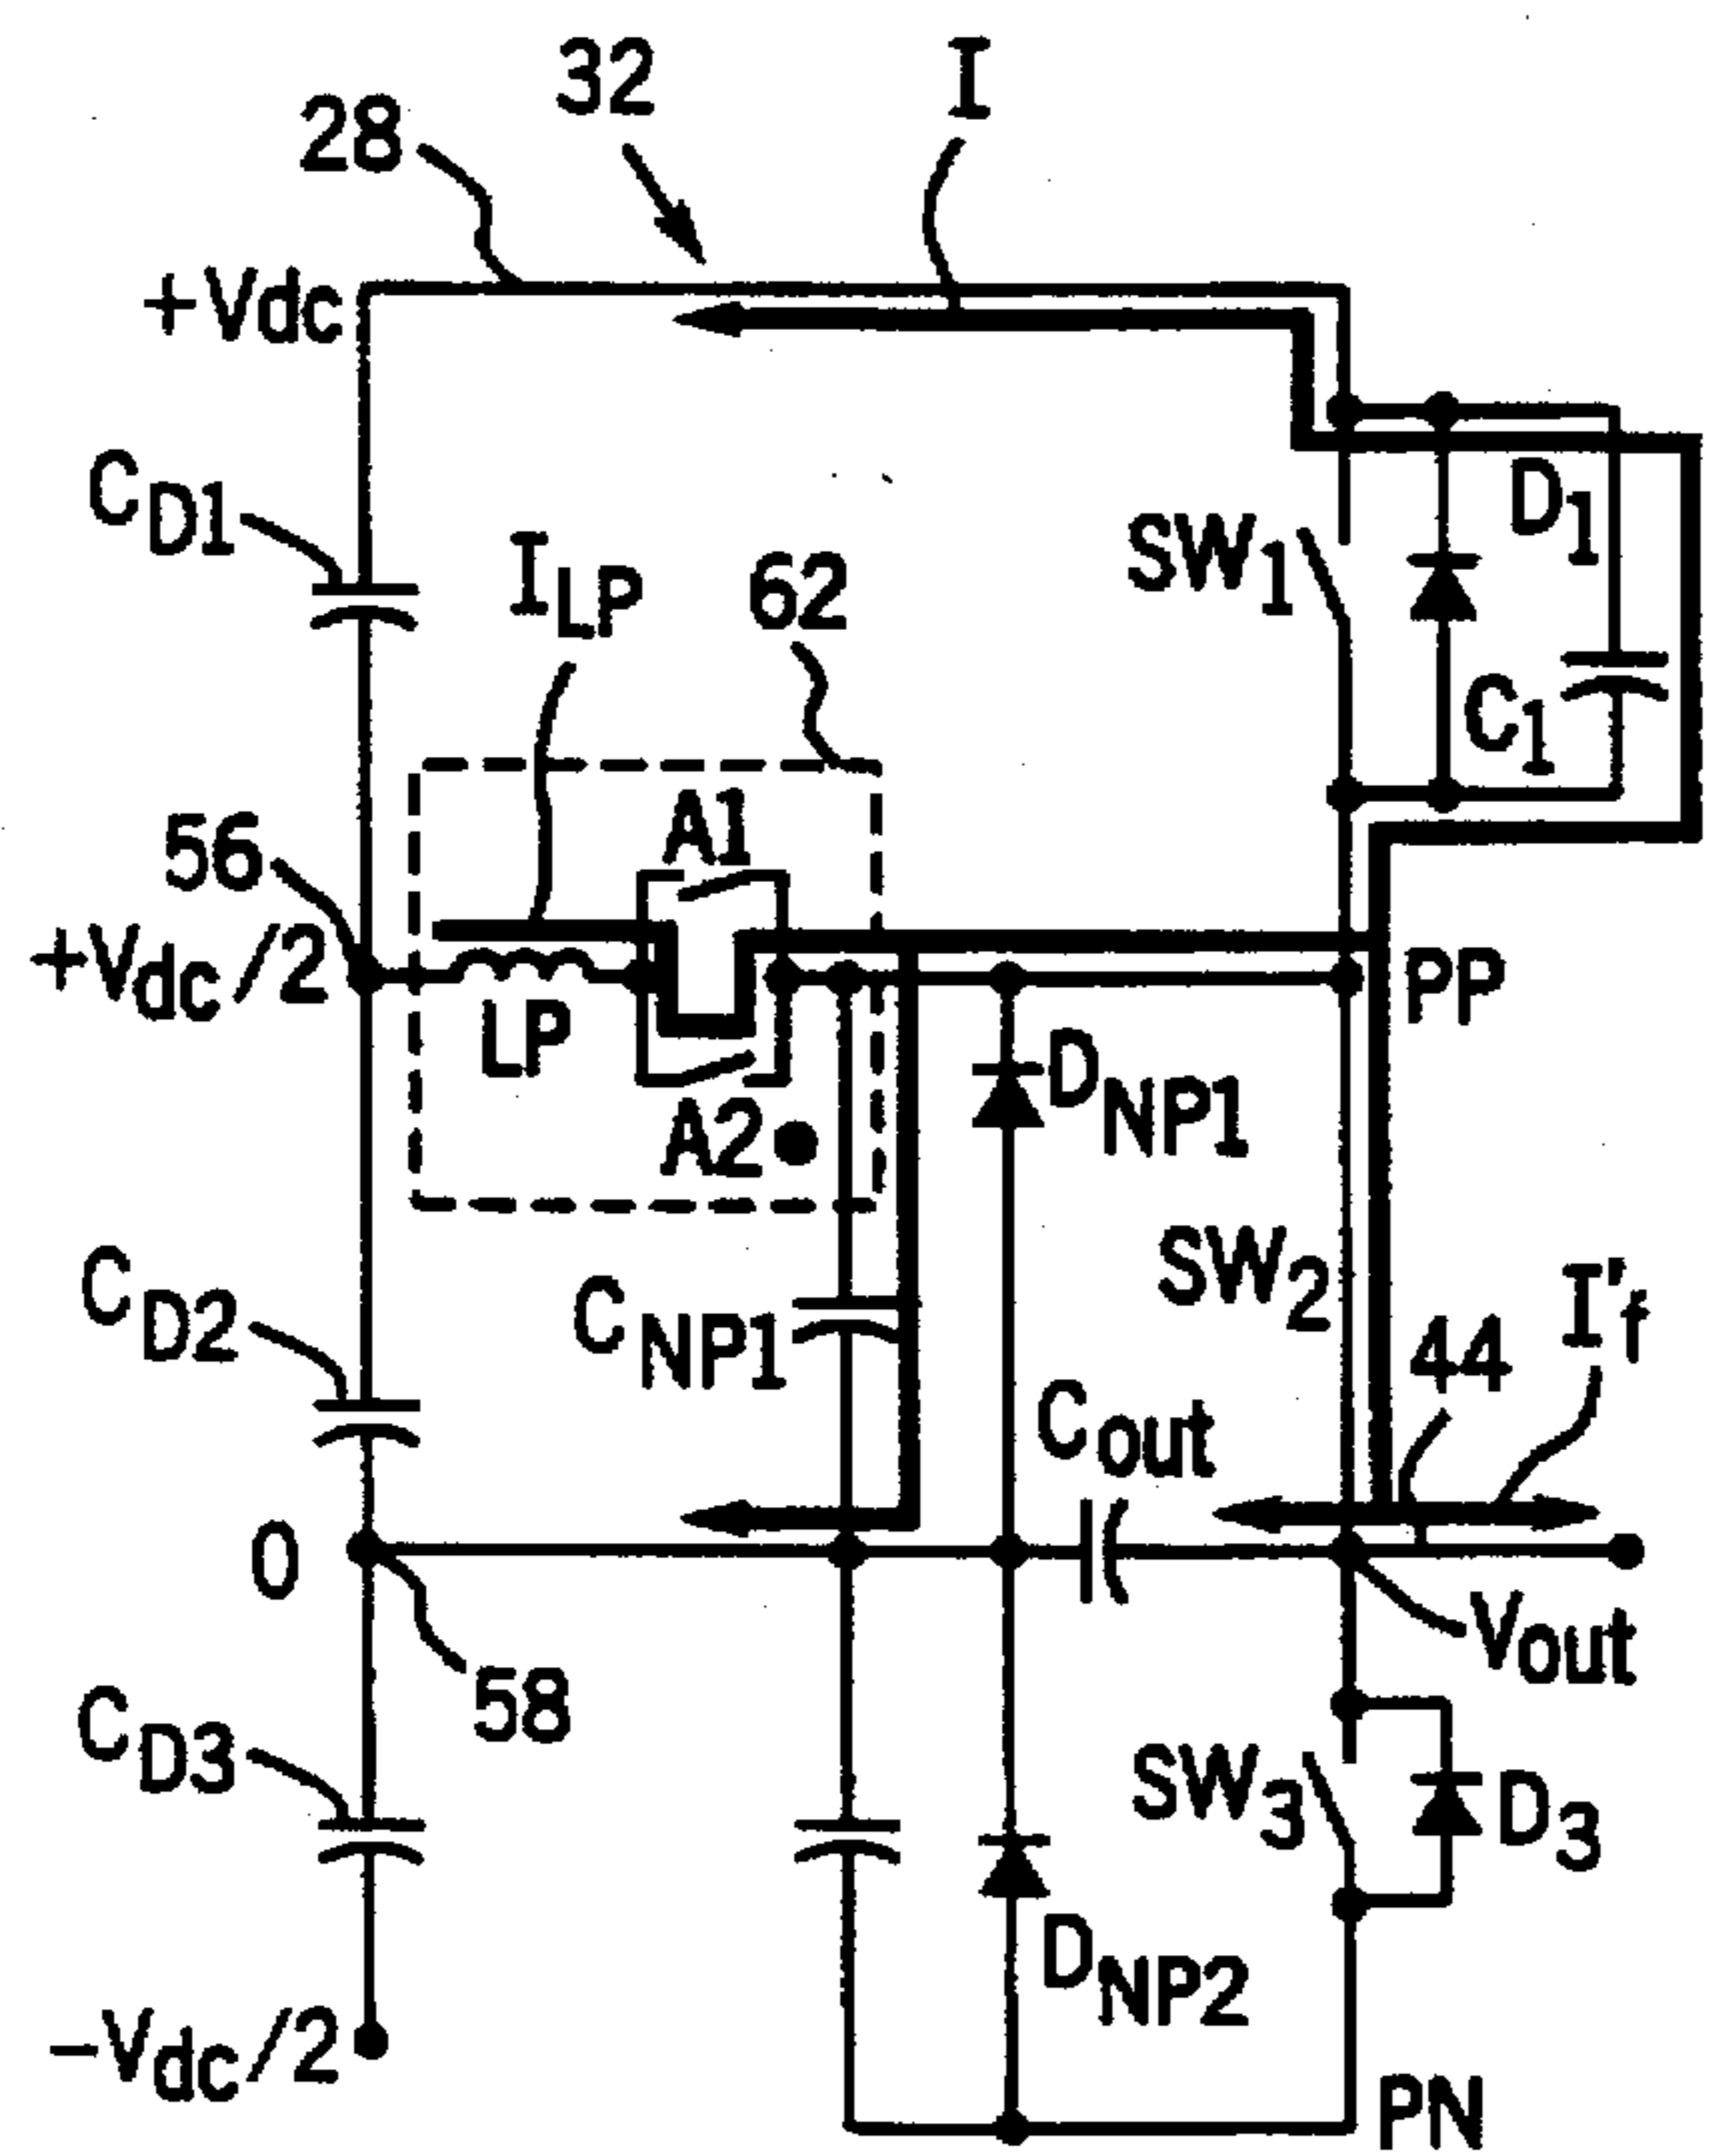 32
I
28
+Vdc
CD1
D1
SW1
ILP
62
C1
A1
56
+Vdc/2
PP
LP
DNP1
A2
SW2
CD2
CNP1
I'f
44
Cout
0
Vout
58
CD3
SW3
D3
DNP2
-Vdc/2
PN